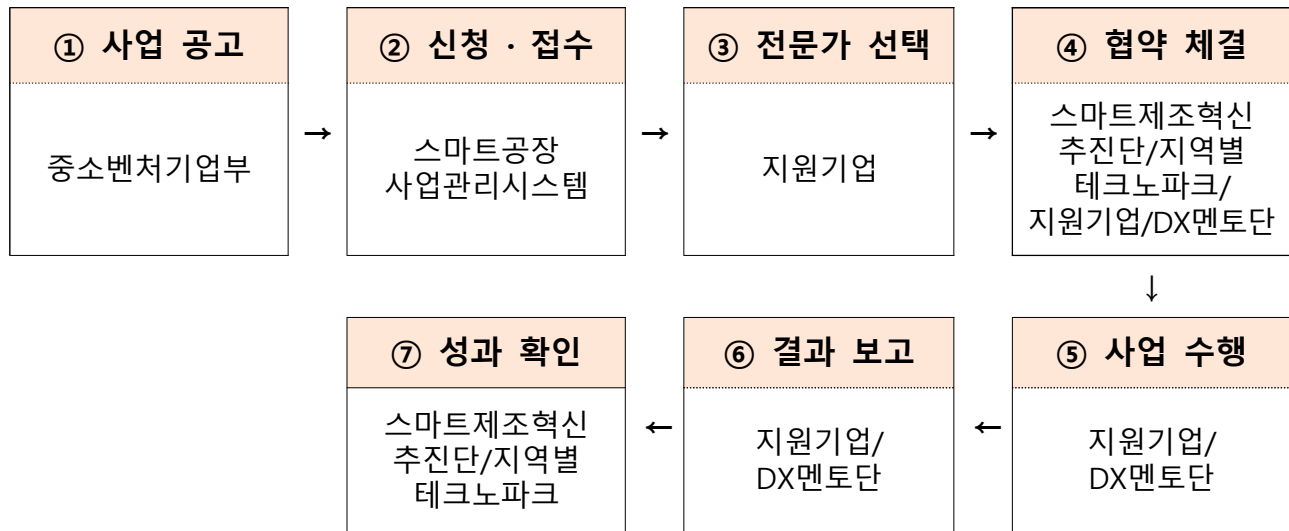 ① 사업 공고
중소벤처기업부
→
② 신청 · 접수
스마트공장
사업관리시스템
→
③ 전문가 선택
지원기업
→
④ 협약 체결
스마트제조혁신
추진단/지역별
테크노파크/
지원기업/DX멘토단
↓
⑤ 사업 수행
지원기업/
DX멘토단
←
⑥ 결과 보고
지원기업/
DX멘토단
←
⑦ 성과 확인
스마트제조혁신
추진단/지역별
테크노파크